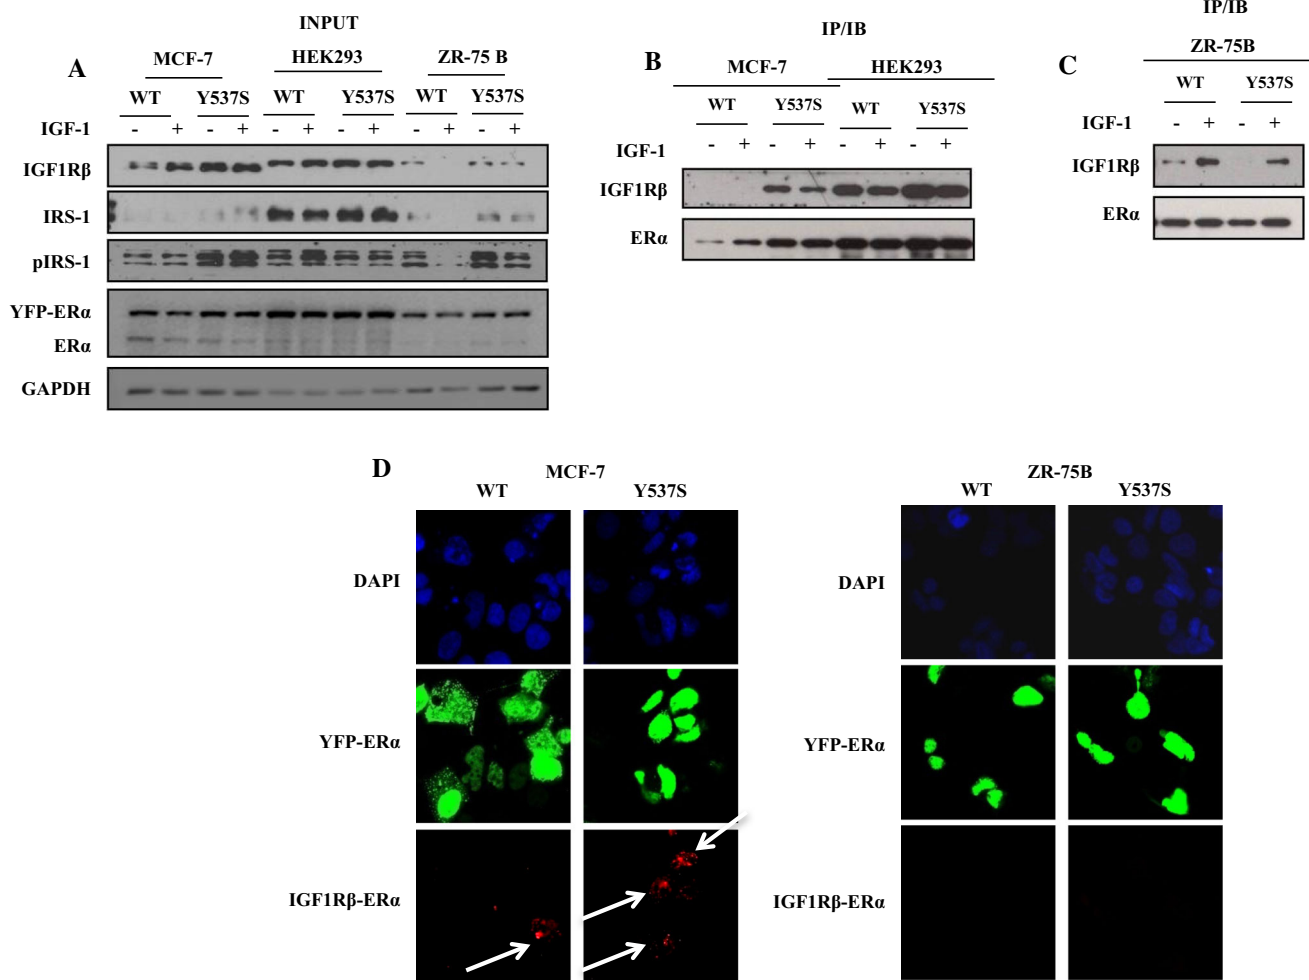 A
INPUT
MCF-7 HEK293 ZR-75 B
WT Y537S WT Y537S WT Y537S
IGF-1 - + - + - + - + - + - +
IGF1Rβ
IRS-1
pIRS-1
YFP-ERα
ERα
GAPDH
B
IP/IB
MCF-7 HEK293
WT Y537S WT Y537S
IGF-1 - + - + - + - +
IGF1Rβ
ERα
C
IP/IB
ZR-75B
WT Y537S
IGF-1 - + - +
IGF1Rβ
ERα
D
MCF-7
WT Y537S
DAPI
YFP-ERα
IGF1Rβ-ERα
ZR-75B
WT Y537S
DAPI
YFP-ERα
IGF1Rβ-ERα